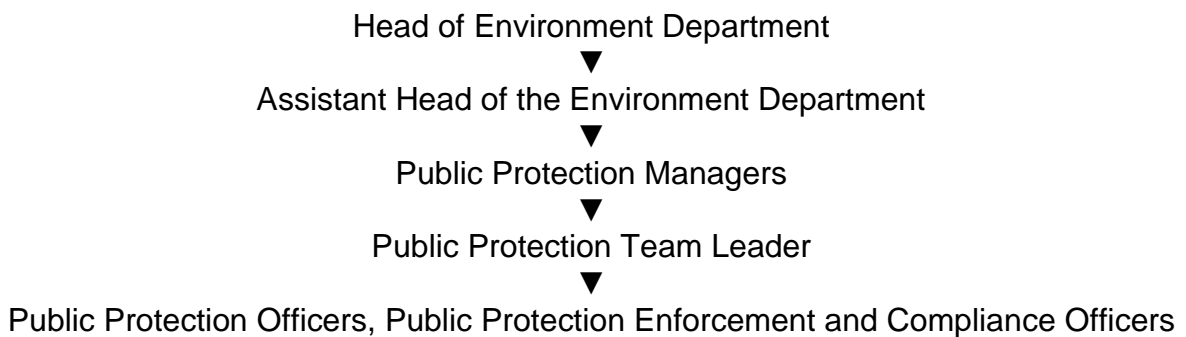 Head of Environment Department
▼
Assistant Head of the Environment Department
▼
Public Protection Managers
▼
Public Protection Team Leader
▼
Public Protection Officers, Public Protection Enforcement and Compliance Officers